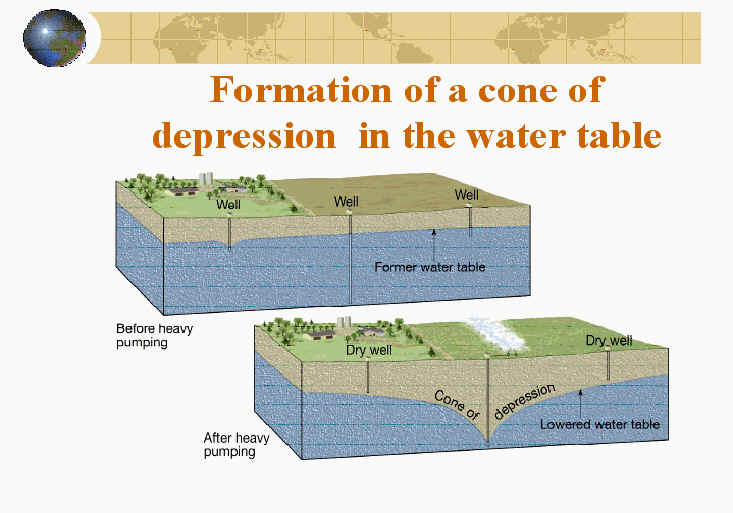 Formation of a cone of
depression in the water table
Well
Well
Well
Former water table
Before heavy
pumping
Dry well
Dry well
Cone of depression
Lowered water table
After heavy
pumping